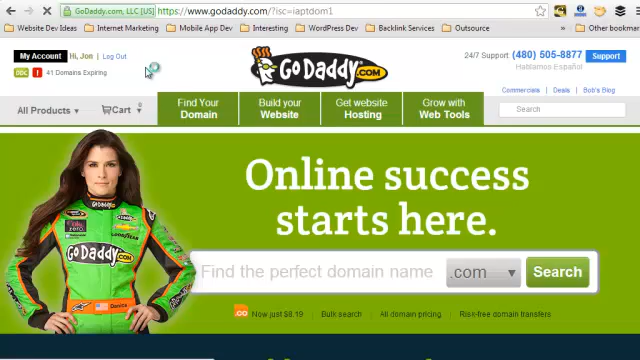 GoDaddy.com, LLC [US] https://www.godaddy.com/?isc=iaptdom1
Website Dev Ideas Internet Marketing Mobile App Dev Interesting WordPress Dev Backlink Services Outsource Other bookmar
My Account Hi, Jon Log Out
DDC ! 41 Domains Expiring
GoDaddy.COM
24/7 Support (480) 505-8877 Support
Hablamos Español
Commercials Deals Bob's Blog
All Products Cart 0
Find Your Domain
Build your Website
Get website Hosting
Grow with Web Tools
Search
Online success
starts here.
Find the perfect domain name .com Search
GoDaddy.com
Danica
.CO Now just $8.19 Bulk search All domain pricing Risk-free domain transfers